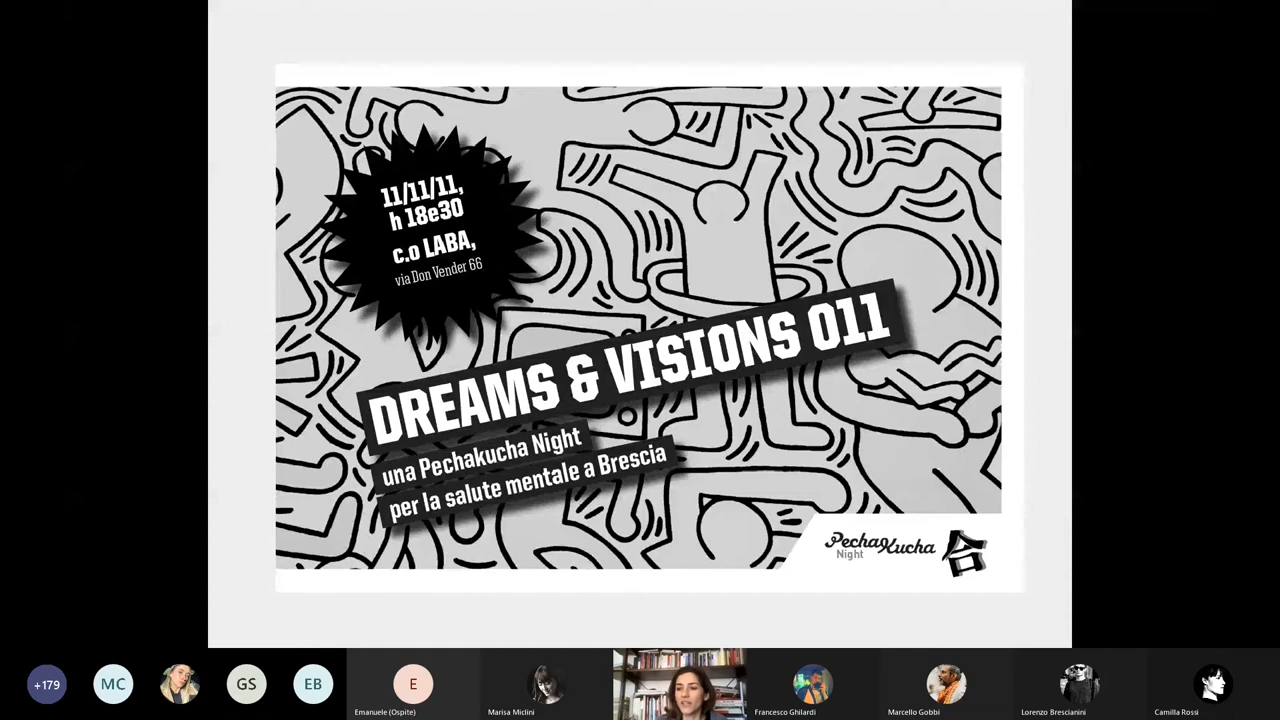 11/11/11,
h 18e30
c.o LABA,
via Don Vender 66
DREAMS & VISIONS 011
una Pechakucha Night
per la salute mentale a Brescia
PechaKucha
Night
合
+179
MC
GS
EB
E
Emanuele (Ospite)
Marisa Miclini
Francesco Ghilardi
Marcello Gobbi
Lorenzo Brescianini
Camilla Rossi